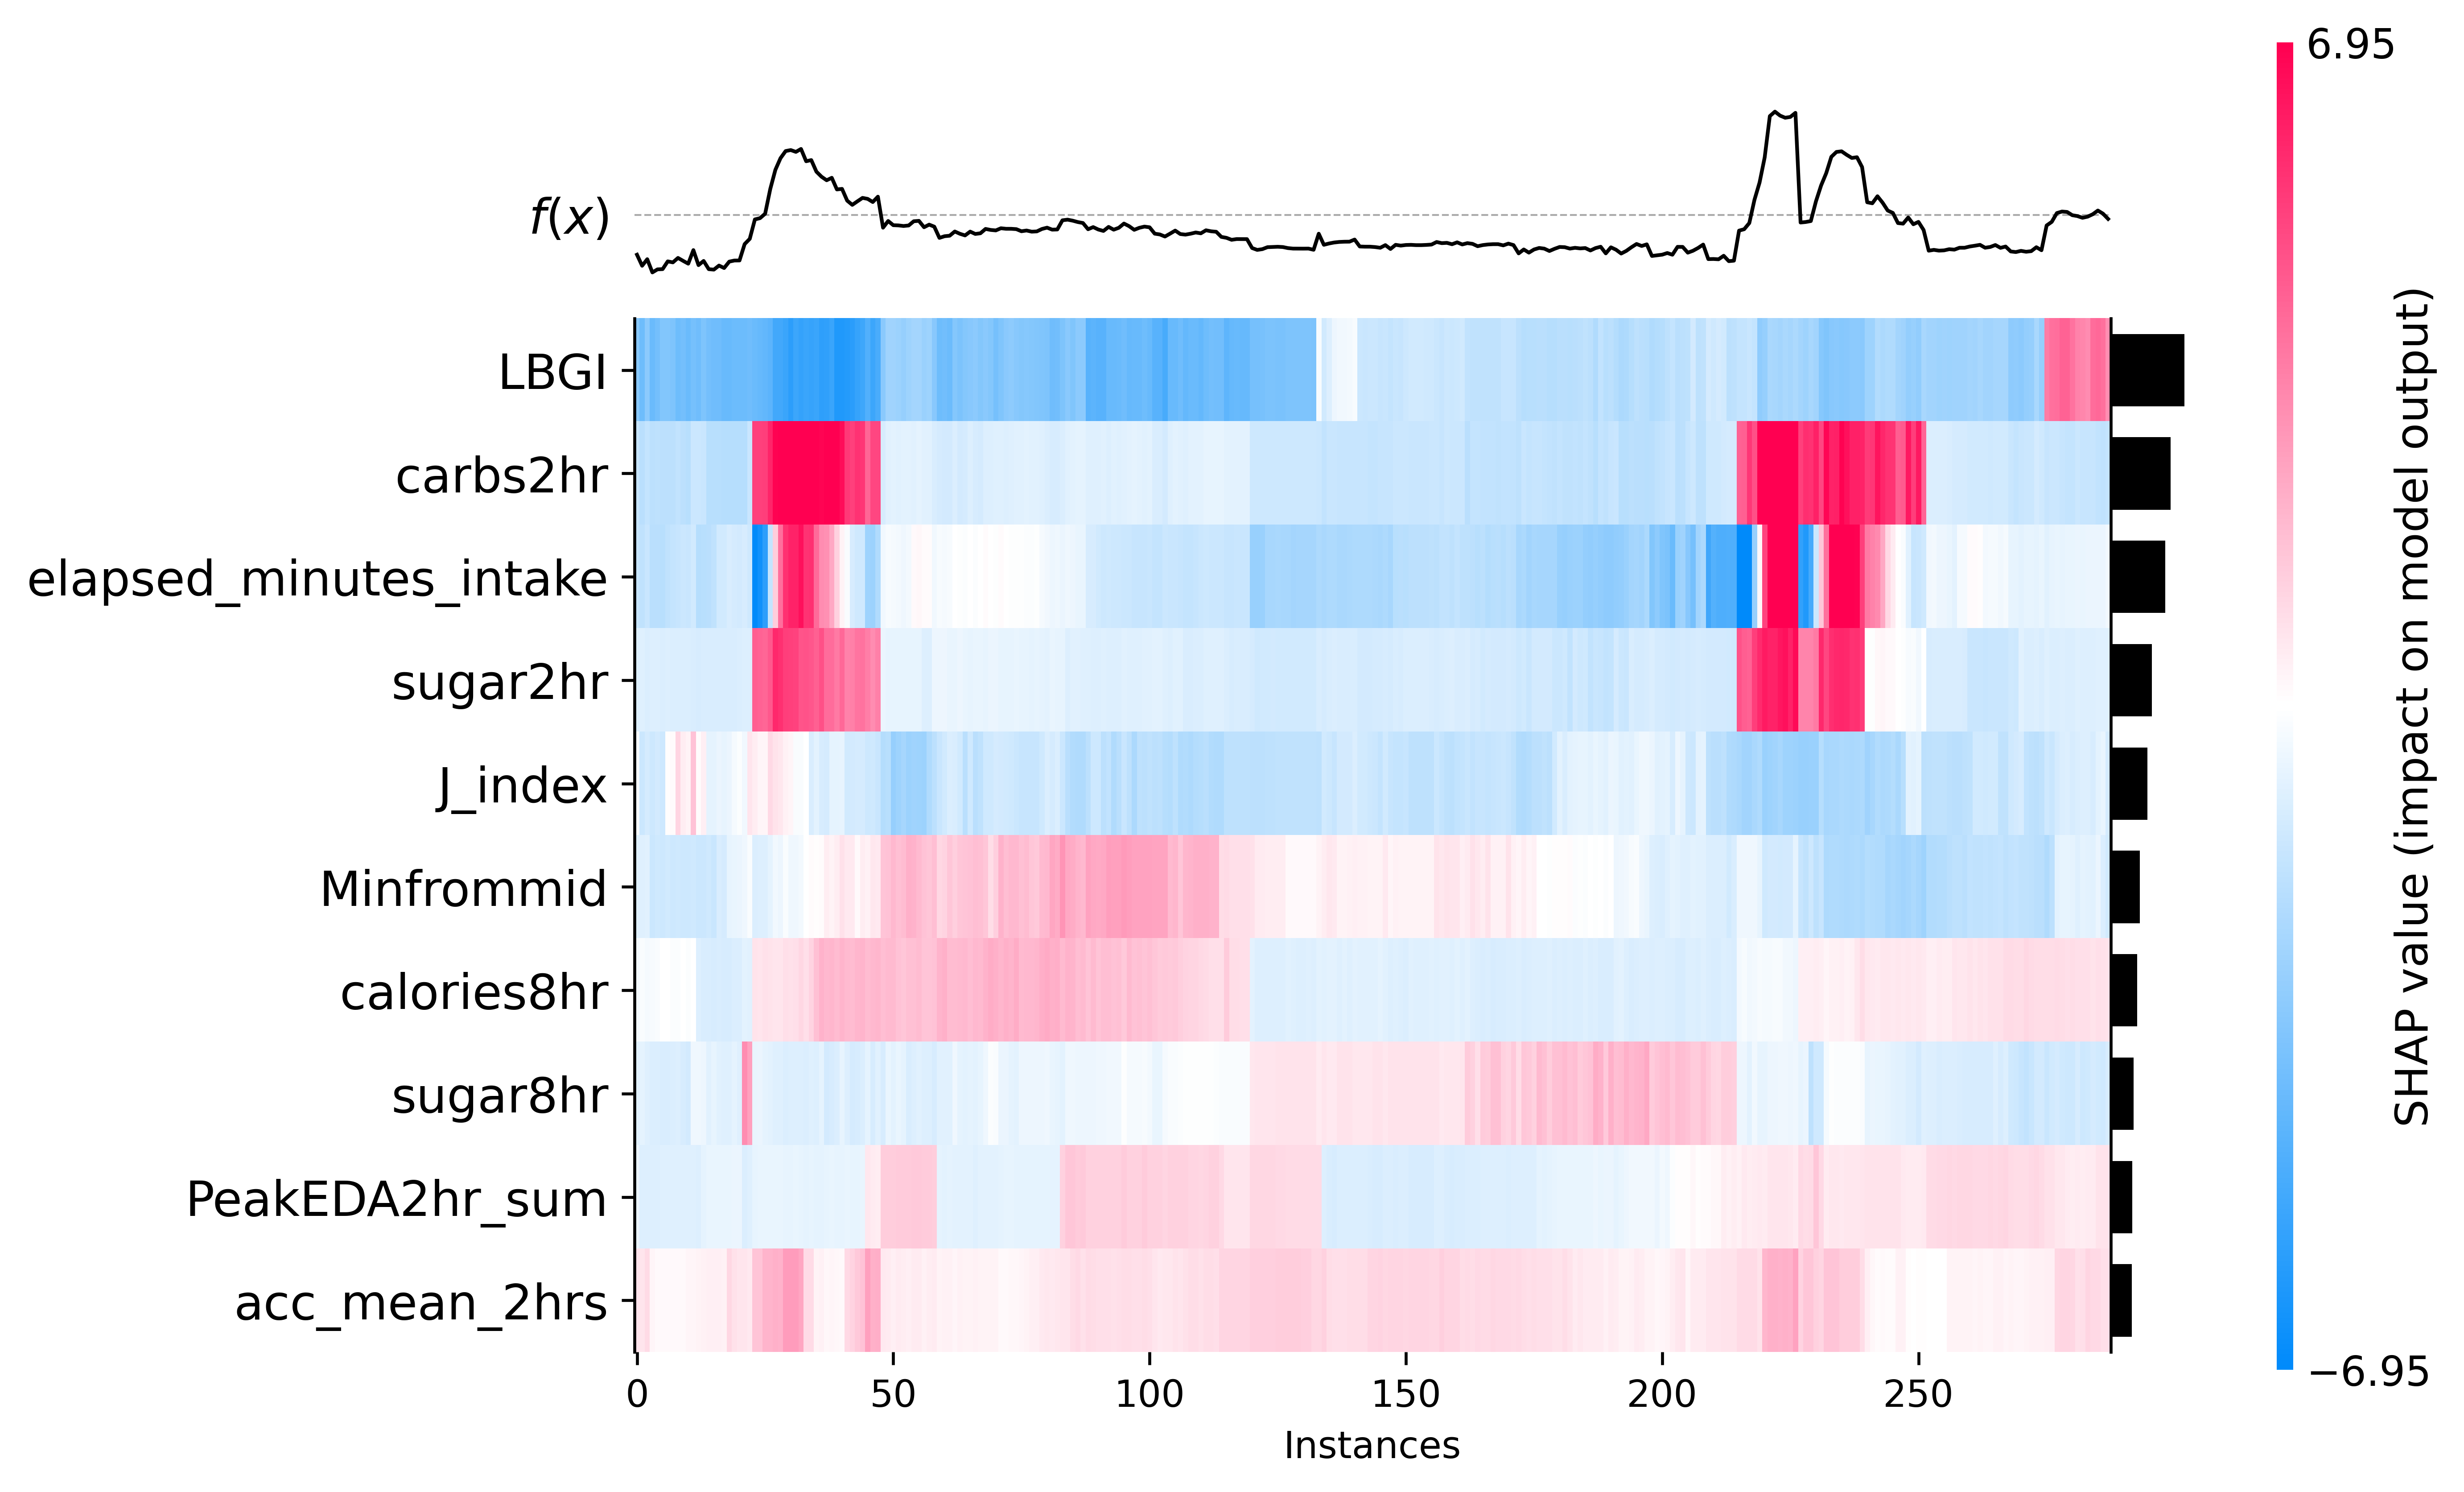 6.95
f(x)
LBGI
carbs2hr
elapsed_minutes_intake
sugar2hr
J_index
Minfrommid
calories8hr
sugar8hr
PeakEDA2hr_sum
acc_mean_2hrs
0 50 100 150 200 250
Instances
−6.95
SHAP value (impact on model output)